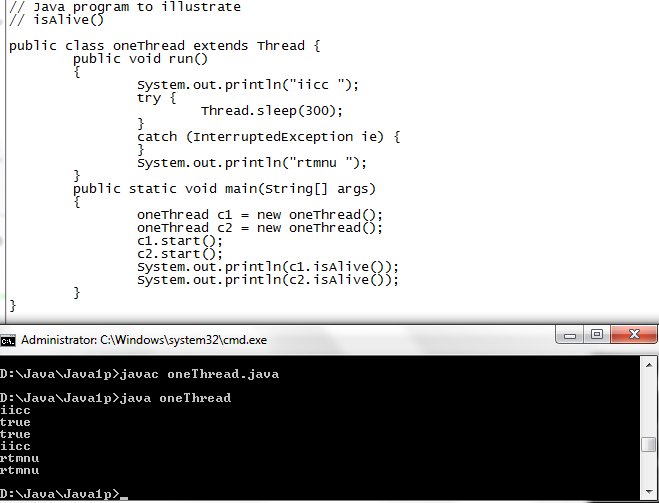 // Java program to illustrate
// isAlive()
public class oneThread extends Thread {
public void run()
{
System.out.println("iicc ");
try {
Thread.sleep(300);
}
catch (InterruptedException ie) {
}
System.out.println("rtmnu ");
}
public static void main(String[] args)
{
oneThread c1 = new oneThread();
oneThread c2 = new oneThread();
c1.start();
c2.start();
System.out.println(c1.isAlive());
System.out.println(c2.isAlive());
}
}
Administrator: C:\Windows\system32\cmd.exe
D:\Java\Java1p>javac oneThread.java
D:\Java\Java1p>java oneThread
iicc
true
true
iicc
rtmnu
rtmnu
D:\Java\Java1p>_